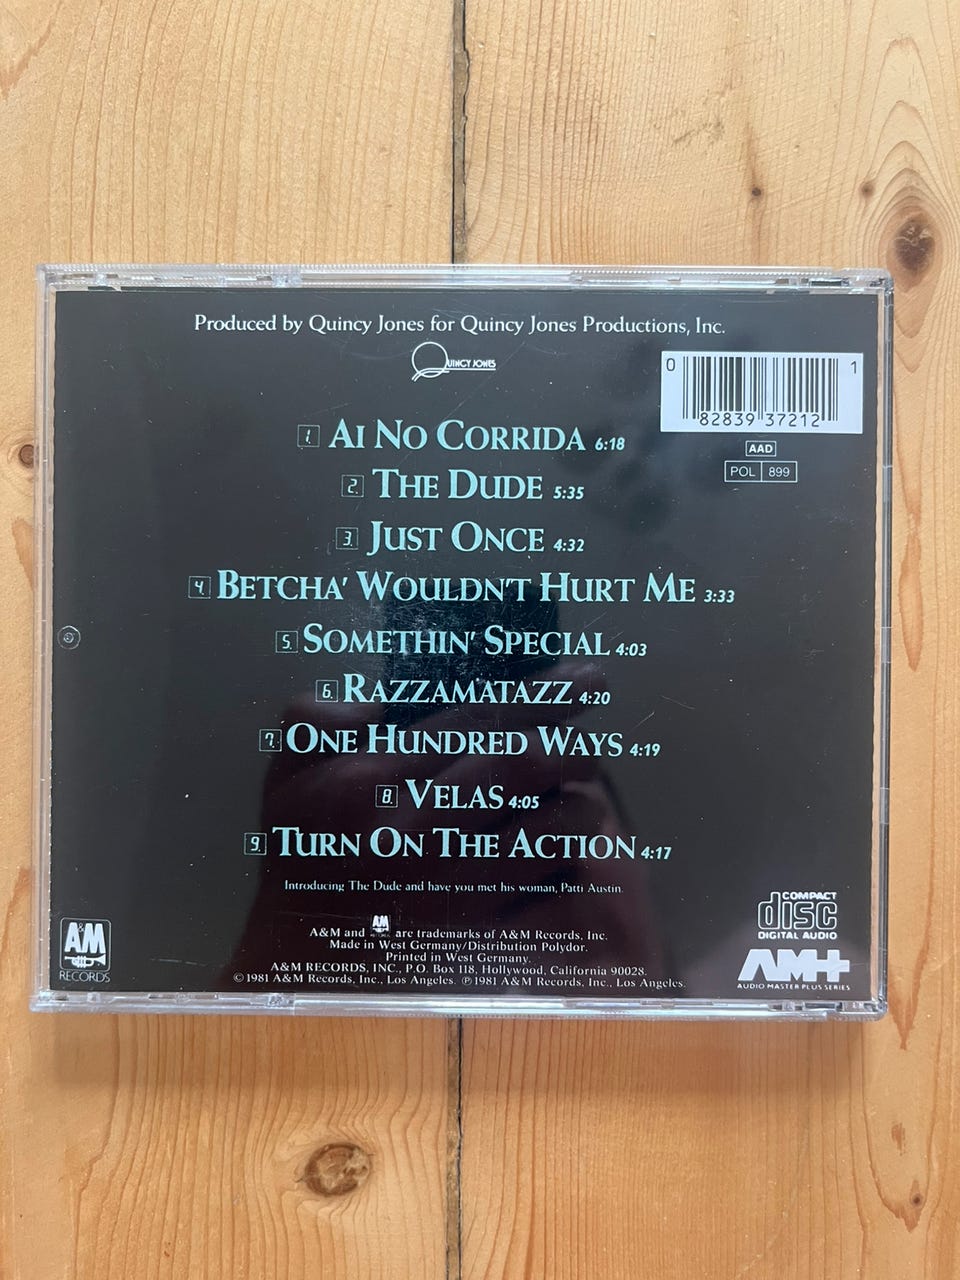 Produced by Quincy Jones for Quincy Jones Productions, Inc.
QUINCY JONES
0 82839 37212 1
AAD
POL 899
1. AI NO CORRIDA 6:18
2. THE DUDE 5:35
3. JUST ONCE 4:32
4. BETCHA' WOULDN'T HURT ME 3:33
5. SOMETHIN' SPECIAL 4:03
6. RAZZAMATAZZ 4:20
7. ONE HUNDRED WAYS 4:19
8. VELAS 4:05
9. TURN ON THE ACTION 4:17
Introducing The Dude and have you met his woman, Patti Austin.
A&M and A&M RECORDS are trademarks of A&M Records, Inc.
Made in West Germany/Distribution Polydor.
Printed in West Germany.
A&M RECORDS, INC., P.O. Box 118, Hollywood, California 90028.
©1981 A&M Records, Inc., Los Angeles. ℗1981 A&M Records, Inc., Los Angeles.
A&M
RECORDS
COMPACT
disc
DIGITAL AUDIO
AM+
AUDIO MASTER PLUS SERIES